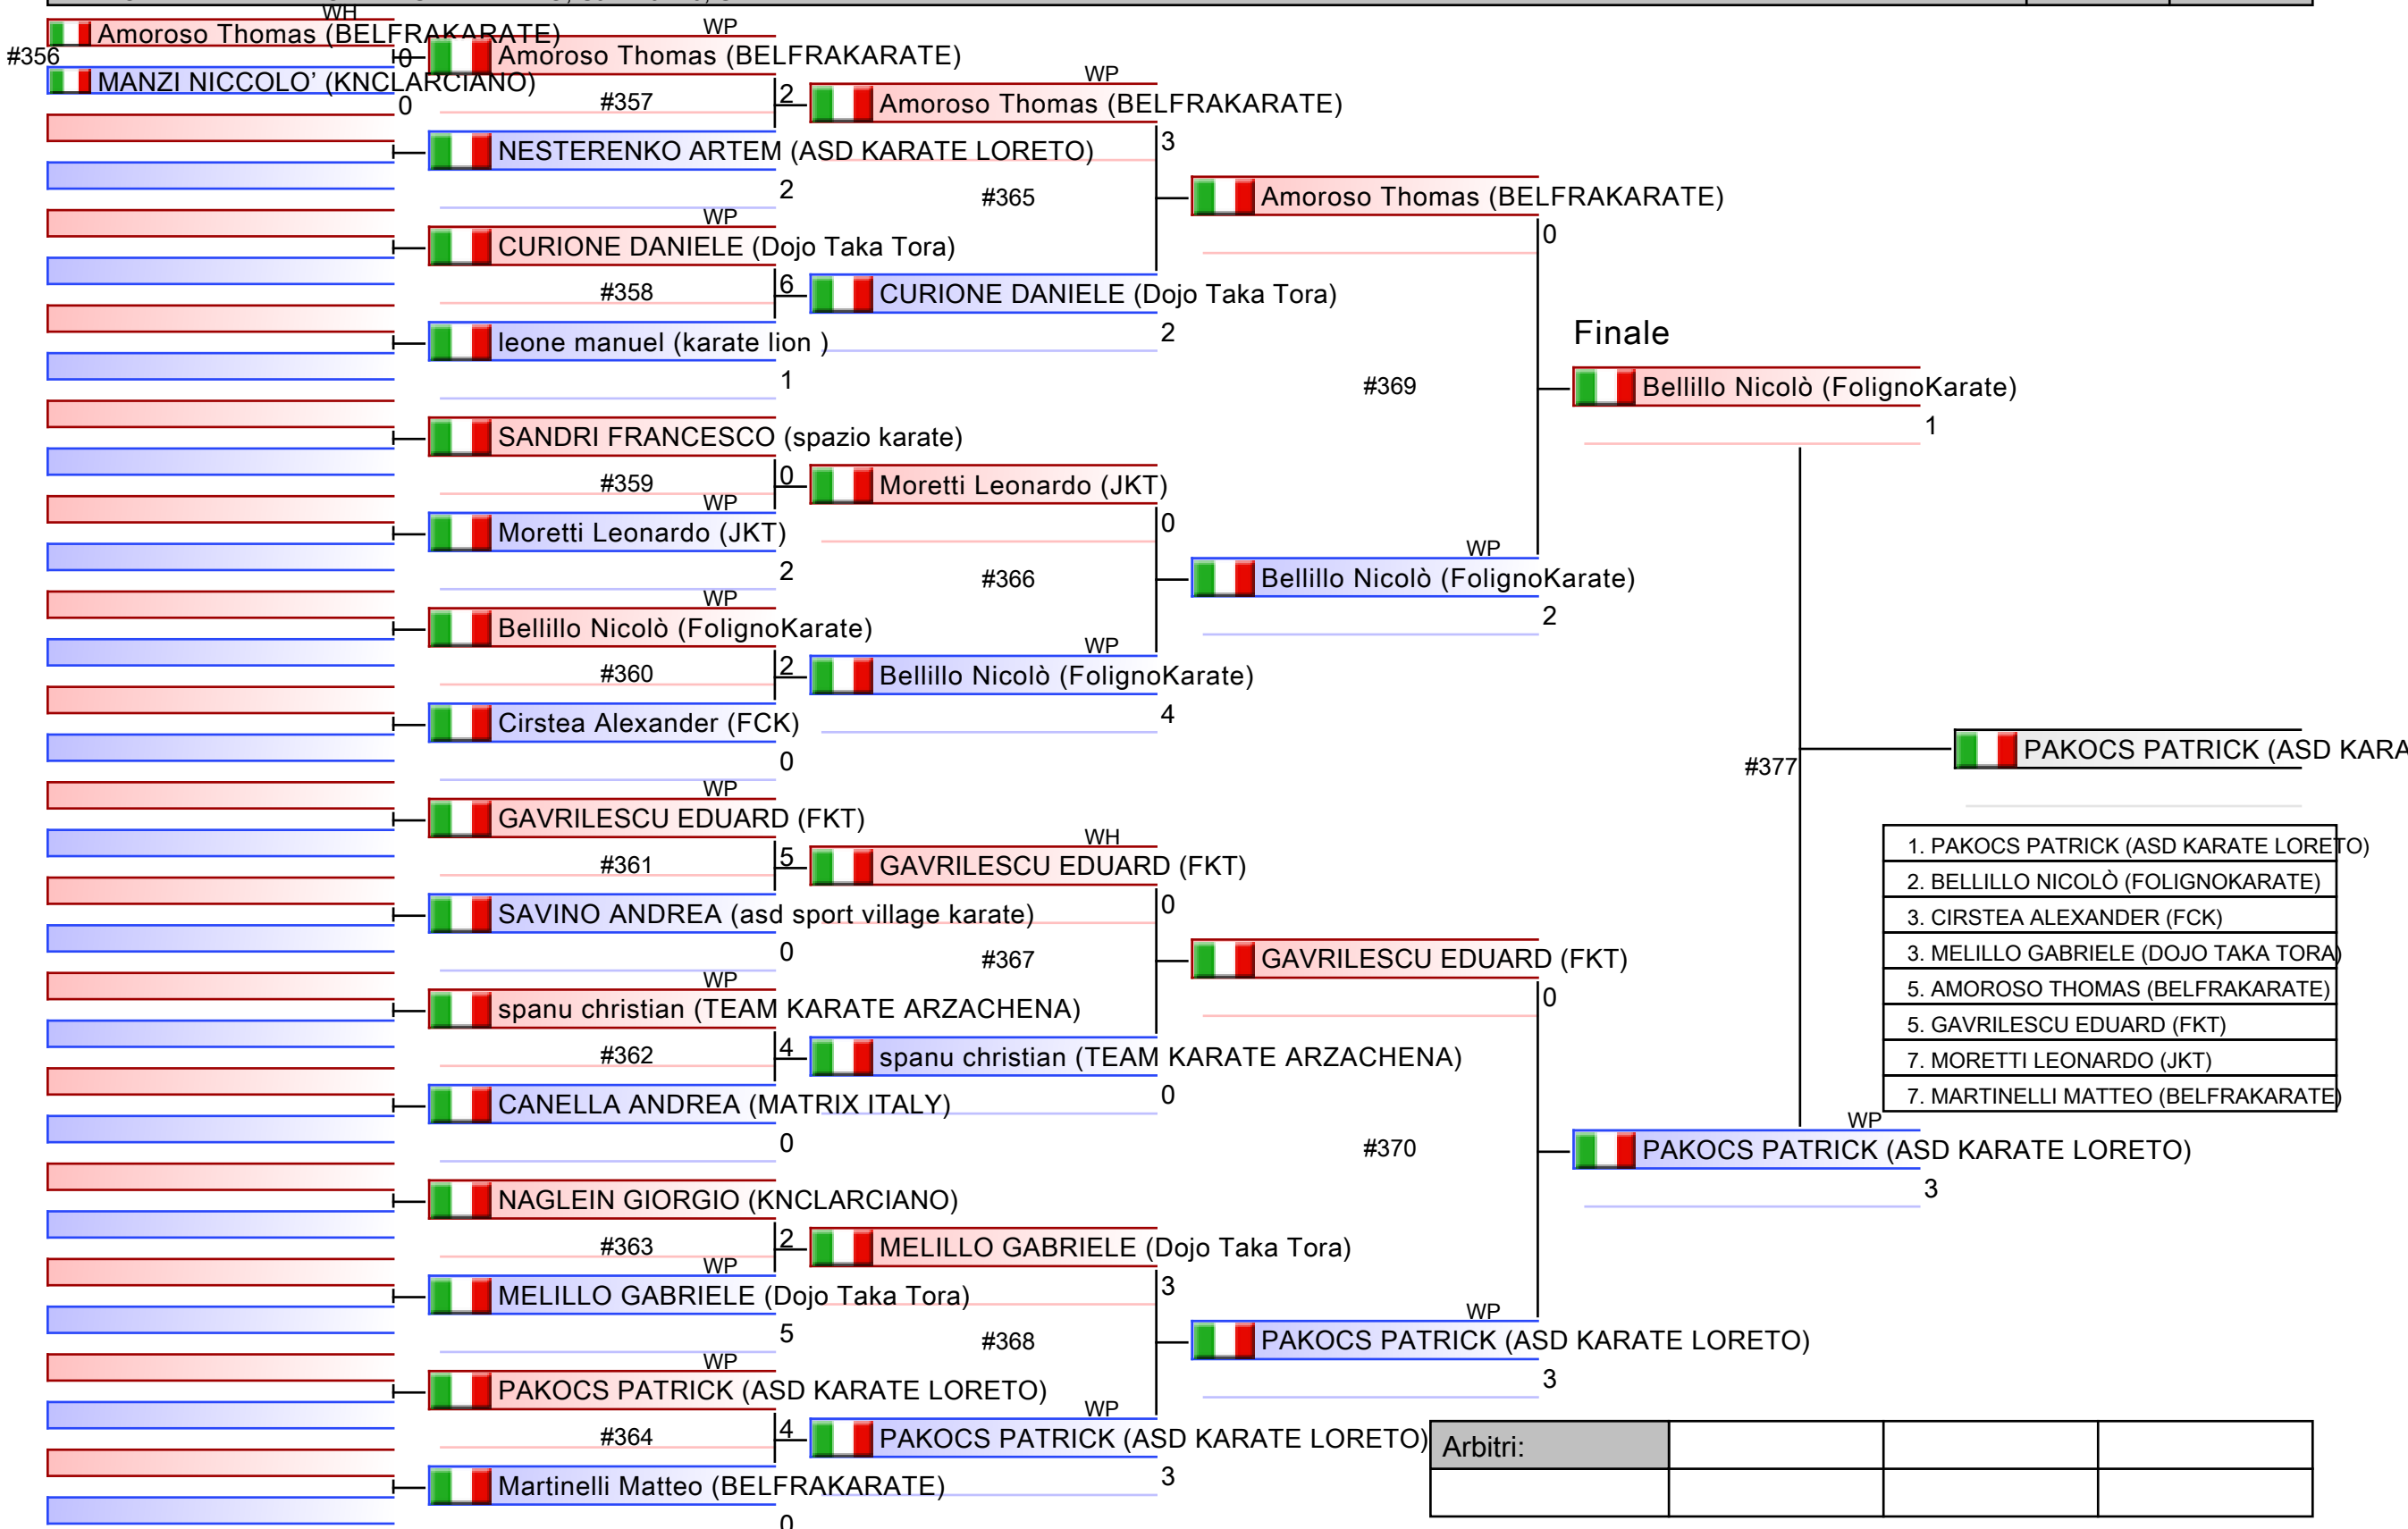 WH
Amoroso Thomas (BELFRAKARATE)
0
#356
MANZI NICCOLO' (KNCLARCIANO)
0
WP
Amoroso Thomas (BELFRAKARATE)
2
#357
NESTERENKO ARTEM (ASD KARATE LORETO)
2
WP
CURIONE DANIELE (Dojo Taka Tora)
6
#358
leone manuel (karate lion )
1
SANDRI FRANCESCO (spazio karate)
0
#359
WP
Moretti Leonardo (JKT)
2
WP
Bellillo Nicolò (FolignoKarate)
2
#360
Cirstea Alexander (FCK)
0
WP
GAVRILESCU EDUARD (FKT)
5
#361
SAVINO ANDREA (asd sport village karate)
0
WP
spanu christian (TEAM KARATE ARZACHENA)
4
#362
CANELLA ANDREA (MATRIX ITALY)
0
NAGLEIN GIORGIO (KNCLARCIANO)
2
#363
WP
MELILLO GABRIELE (Dojo Taka Tora)
5
WP
PAKOCS PATRICK (ASD KARATE LORETO)
4
#364
Martinelli Matteo (BELFRAKARATE)
0
WP
Amoroso Thomas (BELFRAKARATE)
3
#365
CURIONE DANIELE (Dojo Taka Tora)
2
Moretti Leonardo (JKT)
0
#366
WP
Bellillo Nicolò (FolignoKarate)
4
WH
GAVRILESCU EDUARD (FKT)
0
#367
spanu christian (TEAM KARATE ARZACHENA)
0
MELILLO GABRIELE (Dojo Taka Tora)
3
#368
WP
PAKOCS PATRICK (ASD KARATE LORETO)
3
Amoroso Thomas (BELFRAKARATE)
0
#369
WP
Bellillo Nicolò (FolignoKarate)
2
GAVRILESCU EDUARD (FKT)
0
#370
WP
PAKOCS PATRICK (ASD KARATE LORETO)
3
Finale
Bellillo Nicolò (FolignoKarate)
1
#377
WP
PAKOCS PATRICK (ASD KARATE LORETO)
3
PAKOCS PATRICK (ASD KARA
1. PAKOCS PATRICK (ASD KARATE LORETO)
2. BELLILLO NICOLÒ (FOLIGNOKARATE)
3. CIRSTEA ALEXANDER (FCK)
3. MELILLO GABRIELE (DOJO TAKA TORA)
5. AMOROSO THOMAS (BELFRAKARATE)
5. GAVRILESCU EDUARD (FKT)
7. MORETTI LEONARDO (JKT)
7. MARTINELLI MATTEO (BELFRAKARATE)
Arbitri: